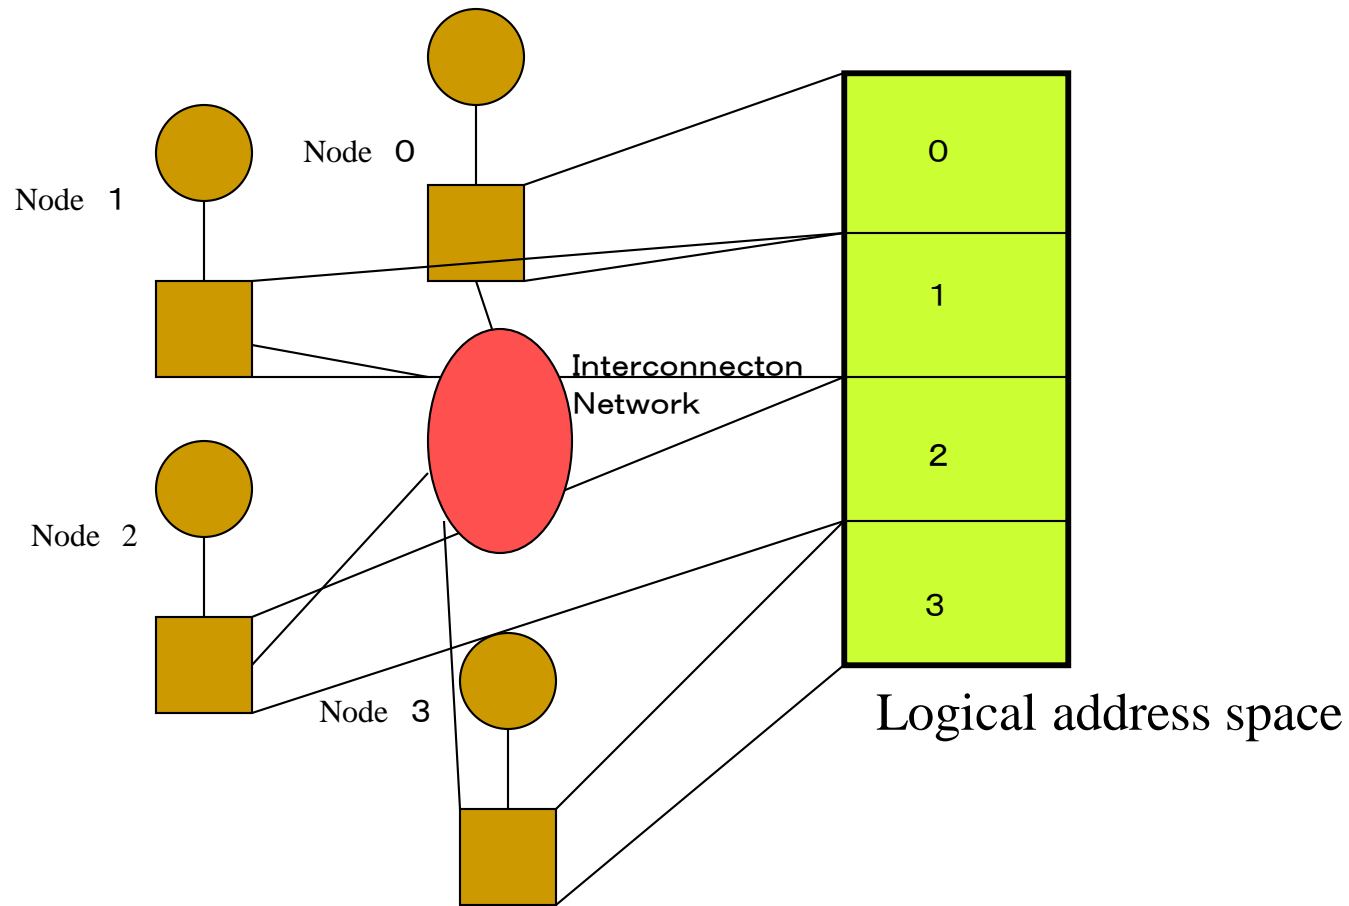 Node 0
Node 1
Interconnecton
Network
Node 2
Node 3
0
1
2
3
Logical address space